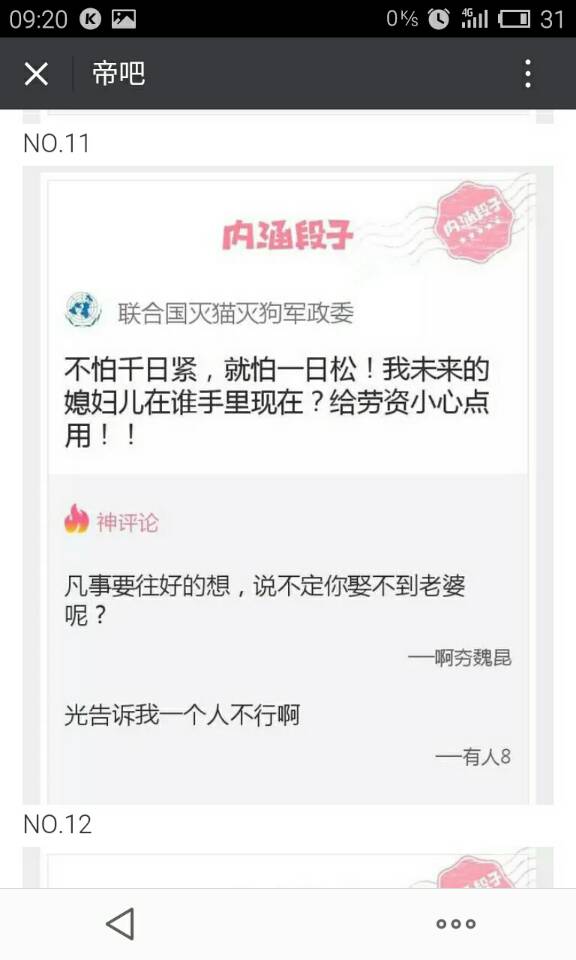 09:20
0K/s 4G 31
帝吧
NO.11
内涵段子
内涵段子
联合国灭猫灭狗军政委
不怕千日紧，就怕一日松！我未来的
媳妇儿在谁手里现在？给劳资小心点
用！！
神评论
凡事要往好的想，说不定你娶不到老婆
呢？
──啊夯魏昆
光告诉我一个人不行啊
──有人8
NO.12
内涵段子